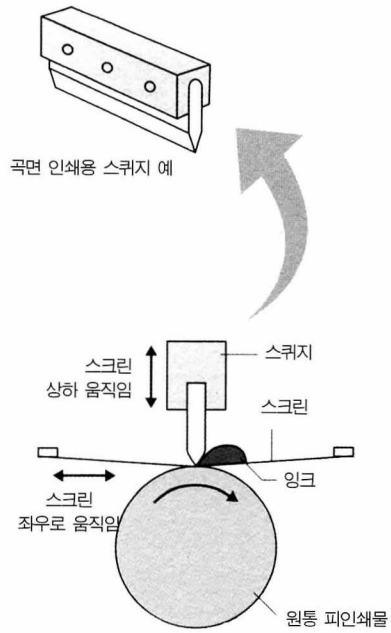 곡면 인쇄용 스퀴지 예
스퀴지
스크린
상하 움직임
스크린
잉크
스크린
좌우로 움직임
원통 피인쇄물